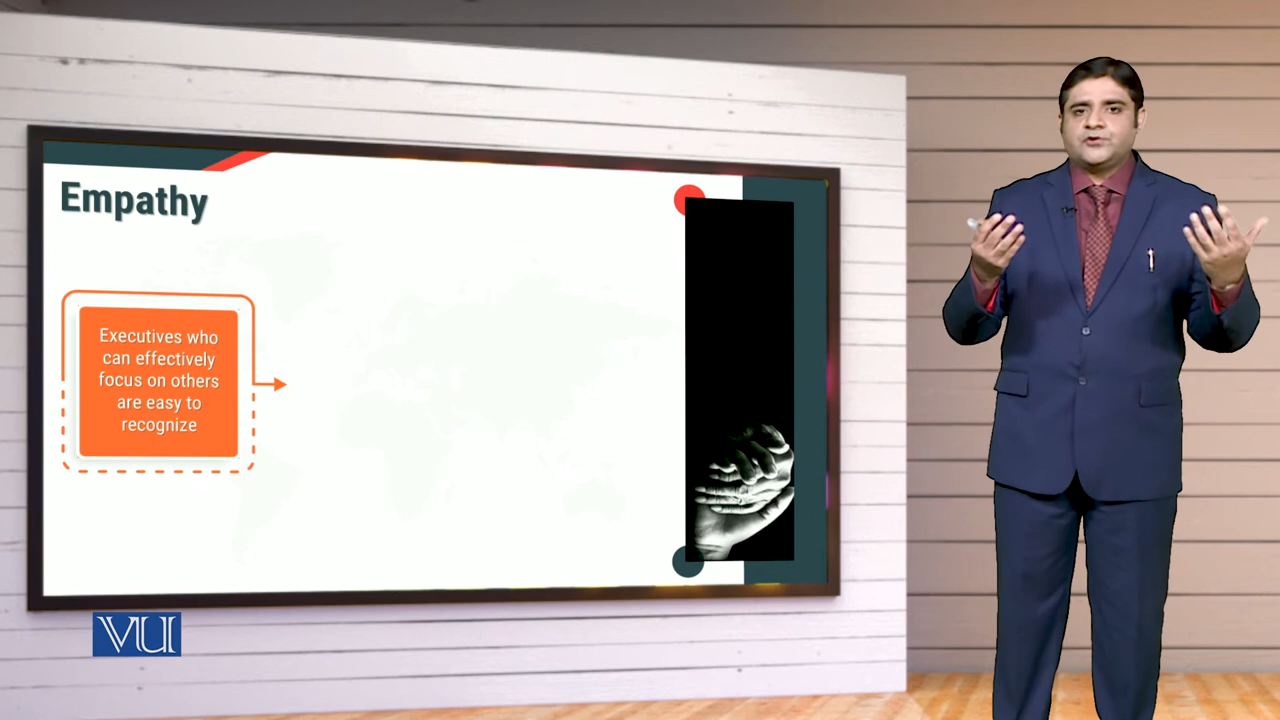 Empathy
Executives who
can effectively
focus on others
are easy to
recognize
VU